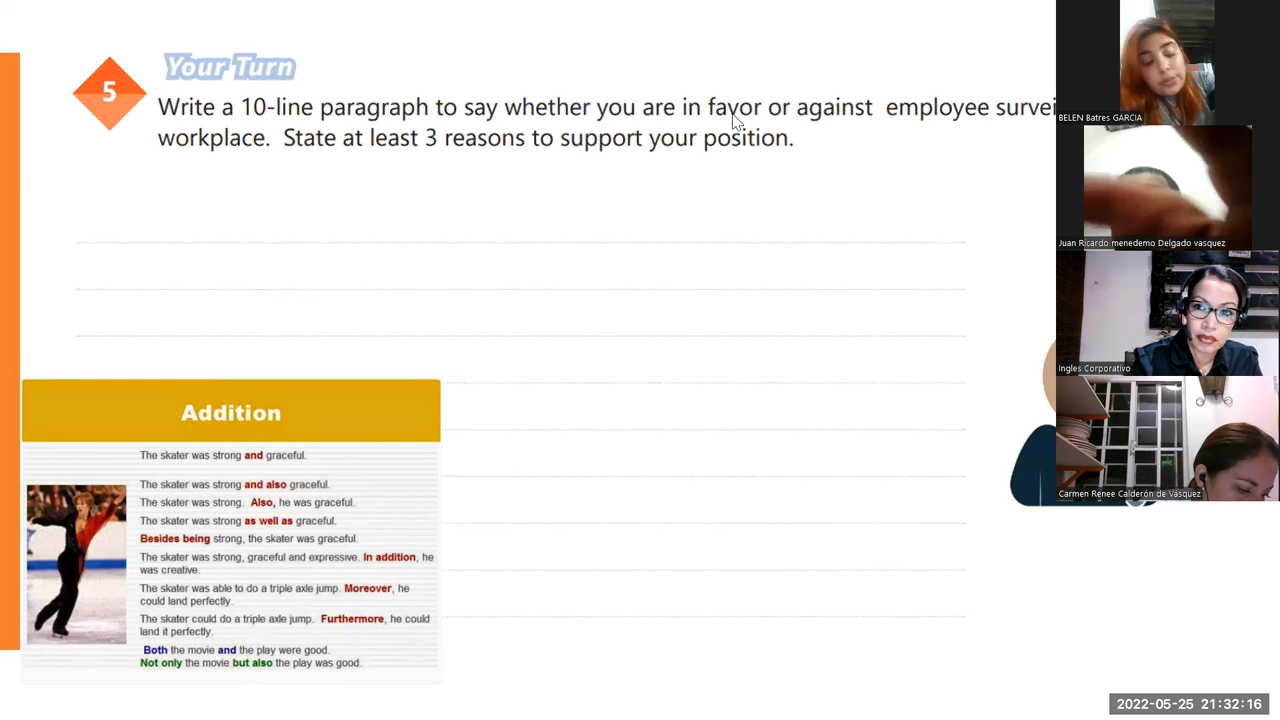 Your Turn
5
Write a 10-line paragraph to say whether you are in favor or against employee
workplace. State at least 3 reasons to support your position.
Addition
The skater was strong and graceful.
The skater was strong and also graceful.
The skater was strong. Also, he was graceful.
The skater was strong as well as graceful.
Besides being strong, the skater was graceful.
The skater was strong, graceful and expressive. In addition, he
was creative.
The skater was able to do a triple axle jump. Moreover, he
could land perfectly.
The skater could do a triple axle jump. Furthermore, he could
land it perfectly.
Both the movie and the play were good.
Not only the movie but also the play was good.
BELEN Batres GARCIA
Juan Ricardo menedemo Delgado vasquez
Ingles Corporativo
Carmen Renee Calderón de Vásquez
2022-05-25 21:32:16